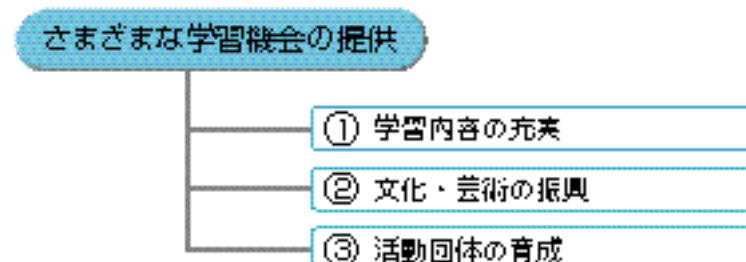 さまざまな学習機会の提供
① 学習内容の充実
② 文化・芸術の振興
③ 活動団体の育成